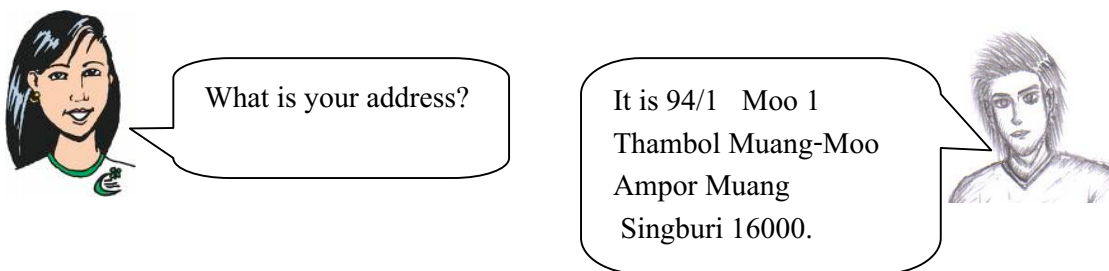 What is your address?
It is 94/1 Moo 1
Thambol Muang-Moo
Ampor Muang
Singburi 16000.